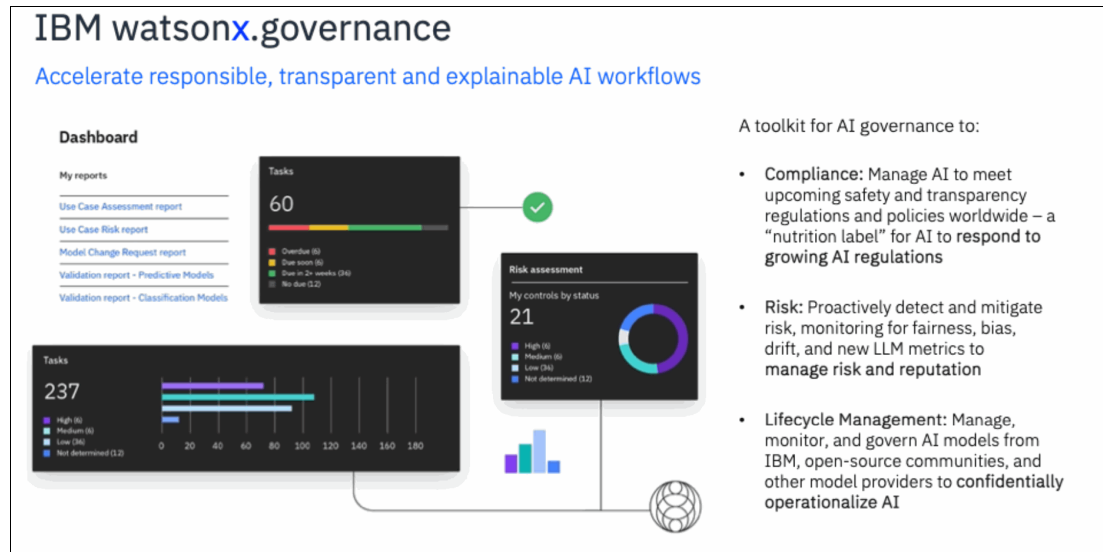 IBM watsonx.governance
Accelerate responsible, transparent and explainable AI workflows
Dashboard
My reports
Use Case Assessment report
Use Case Risk report
Model Change Request report
Validation report - Predictive Models
Validation report - Classification Models
Tasks
60
Overdue (6)
Due soon (6)
Due in 2+ weeks (36)
No due (12)
Risk assessment
My controls by status
21
High (6)
Medium (6)
Low (36)
Not determined (12)
Tasks
237
High (6)
Medium (6)
Low (36)
Not determined (12)
0 20 40 60 80 100 120 140 160 180
A toolkit for AI governance to:
• Compliance: Manage AI to meet
upcoming safety and transparency
regulations and policies worldwide – a
“nutrition label” for AI to respond to
growing AI regulations
• Risk: Proactively detect and mitigate
risk, monitoring for fairness, bias,
drift, and new LLM metrics to
manage risk and reputation
• Lifecycle Management: Manage,
monitor, and govern AI models from
IBM, open-source communities, and
other model providers to confidentially
operationalize AI